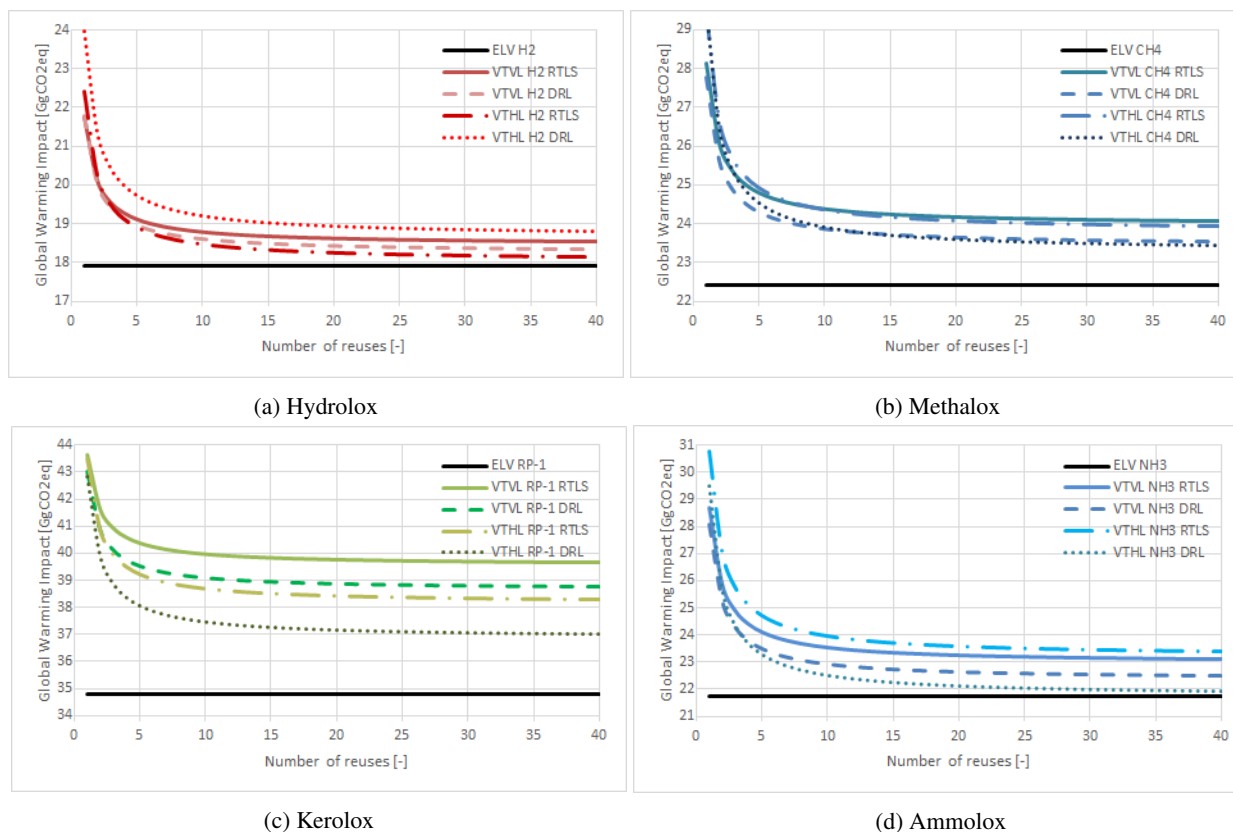 24
23
22
21
20
19
18
17
Global Warming Impact [GgCO2eq]
ELV H2
VTVL H2 RTLS
VTVL H2 DRL
VTHL H2 RTLS
VTHL H2 DRL
0 5 10 15 20 25 30 35 40
Number of reuses [-]
(a) Hydrolox
29
28
27
26
25
24
23
22
Global Warming Impact [GgCO2eq]
ELV CH4
VTVL CH4 RTLS
VTVL CH4 DRL
VTHL CH4 RTLS
VTHL CH4 DRL
0 5 10 15 20 25 30 35 40
Number of reuses [-]
(b) Methalox
44
43
42
41
40
39
38
37
36
35
34
Global Warming Impact [GgCO2eq]
ELV RP-1
VTVL RP-1 RTLS
VTVL RP-1 DRL
VTHL RP-1 RTLS
VTHL RP-1 DRL
0 5 10 15 20 25 30 35 40
Number of reuses [-]
(c) Kerolox
31
30
29
28
27
26
25
24
23
22
21
Global Warming Impact [GgCO2eq]
ELV NH3
VTVL NH3 RTLS
VTVL NH3 DRL
VTHL NH3 RTLS
VTHL NH3 DRL
0 5 10 15 20 25 30 35 40
Number of reuses [-]
(d) Ammolox